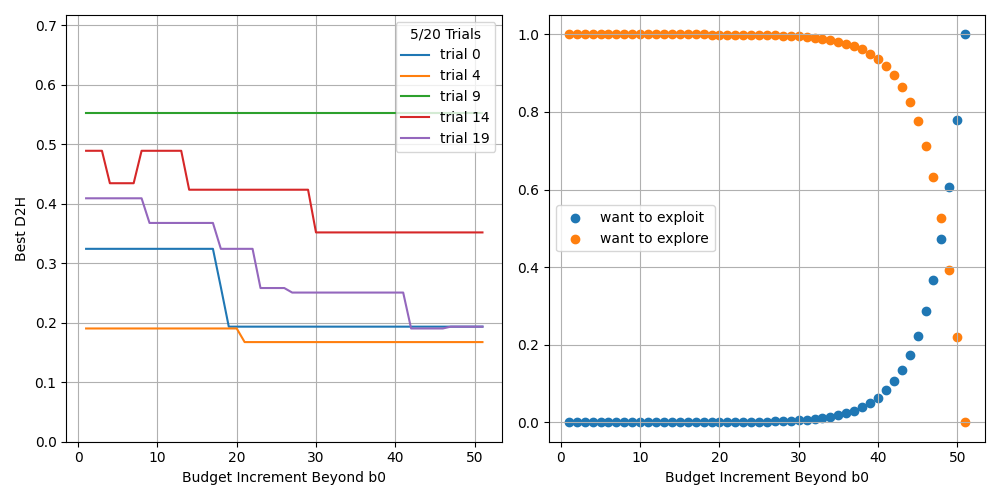 0.7
0.6
0.5
0.4
0.3
0.2
0.1
0.0
Best D2H
0 10 20 30 40 50
Budget Increment Beyond b0
5/20 Trials
trial 0
trial 4
trial 9
trial 14
trial 19
1.0
0.8
0.6
0.4
0.2
0.0
0 10 20 30 40 50
Budget Increment Beyond b0
want to exploit
want to explore